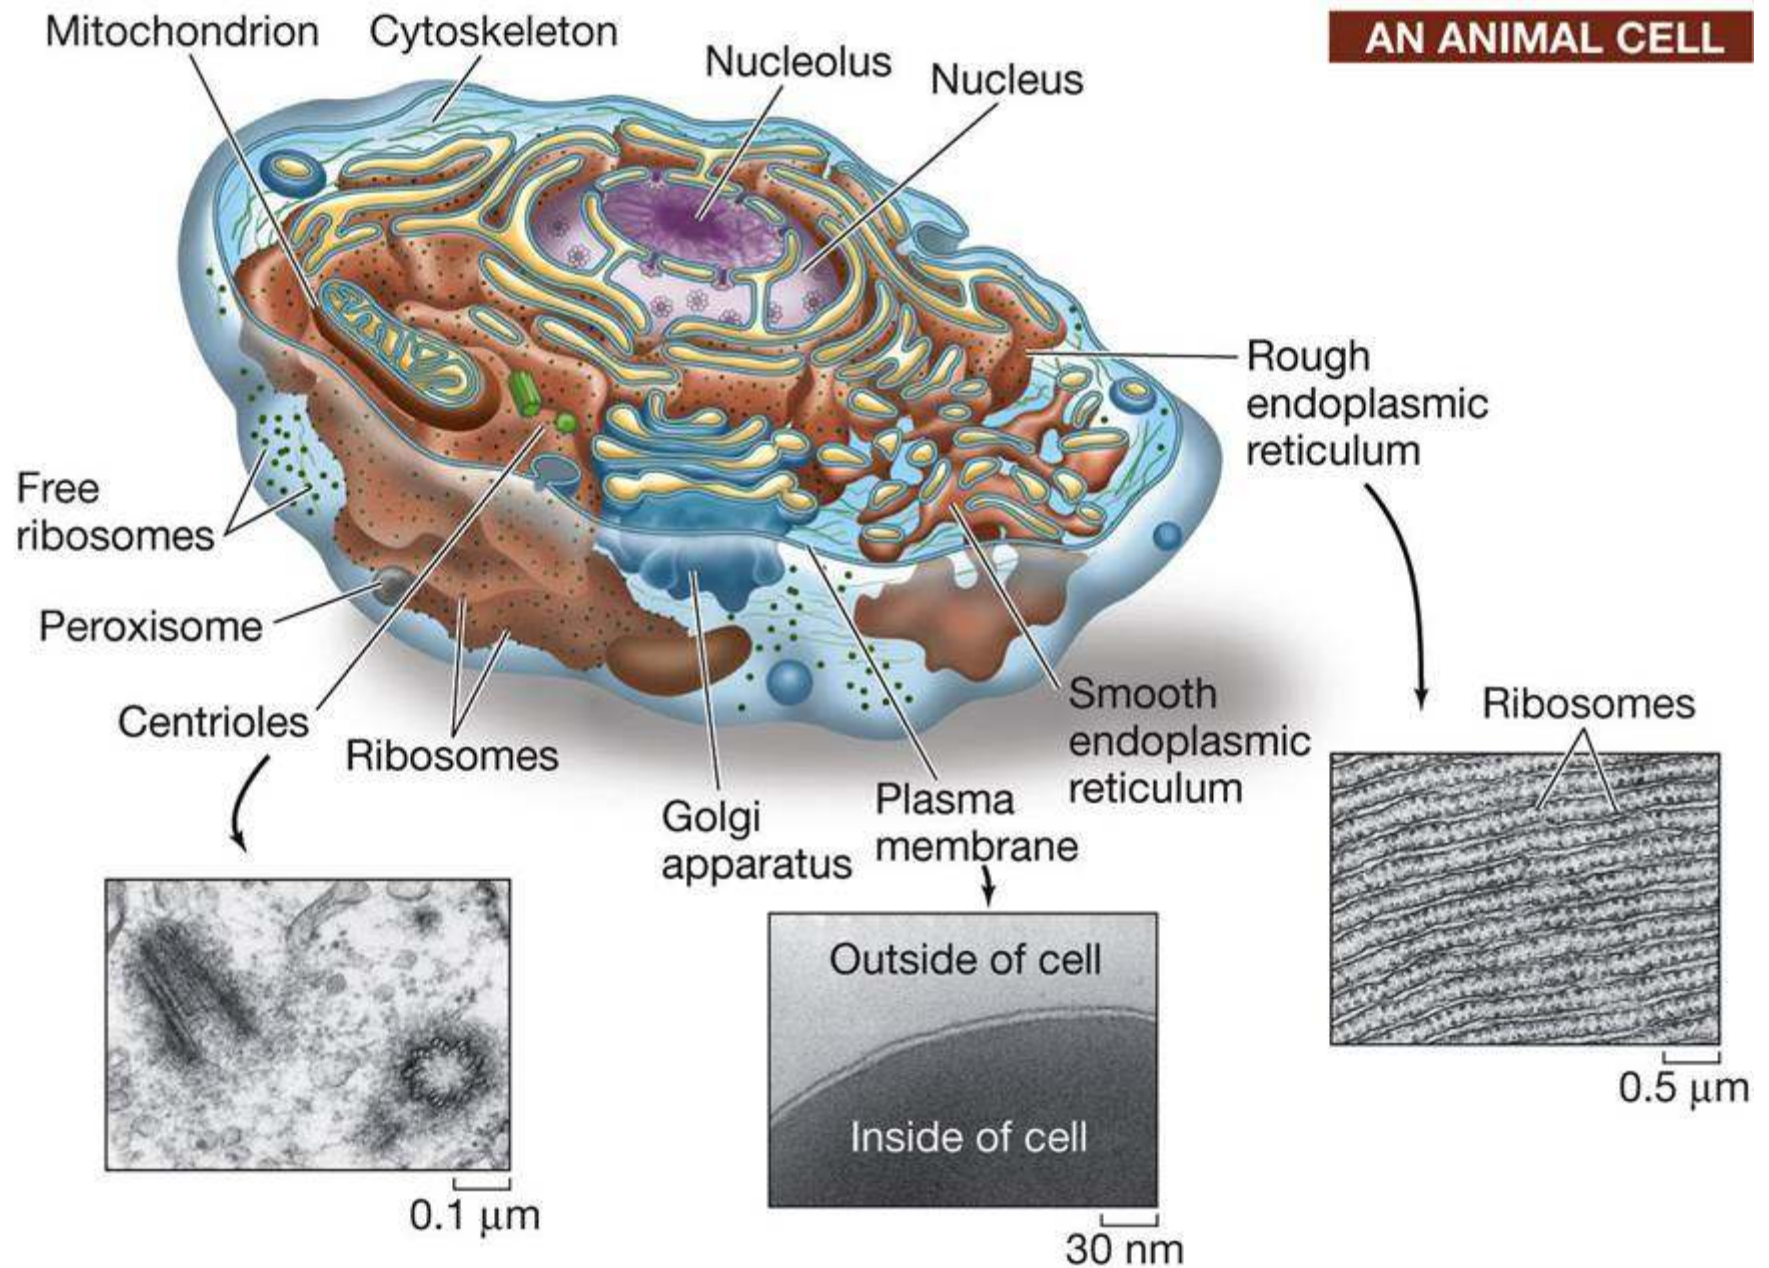 Mitochondrion
Cytoskeleton
Nucleolus
Nucleus
AN ANIMAL CELL
Rough
endoplasmic
reticulum
Free
ribosomes
Peroxisome
Centrioles
Ribosomes
Golgi
apparatus
Plasma
membrane
Smooth
endoplasmic
reticulum
Ribosomes
Outside of cell
Inside of cell
0.1 μm
30 nm
0.5 μm